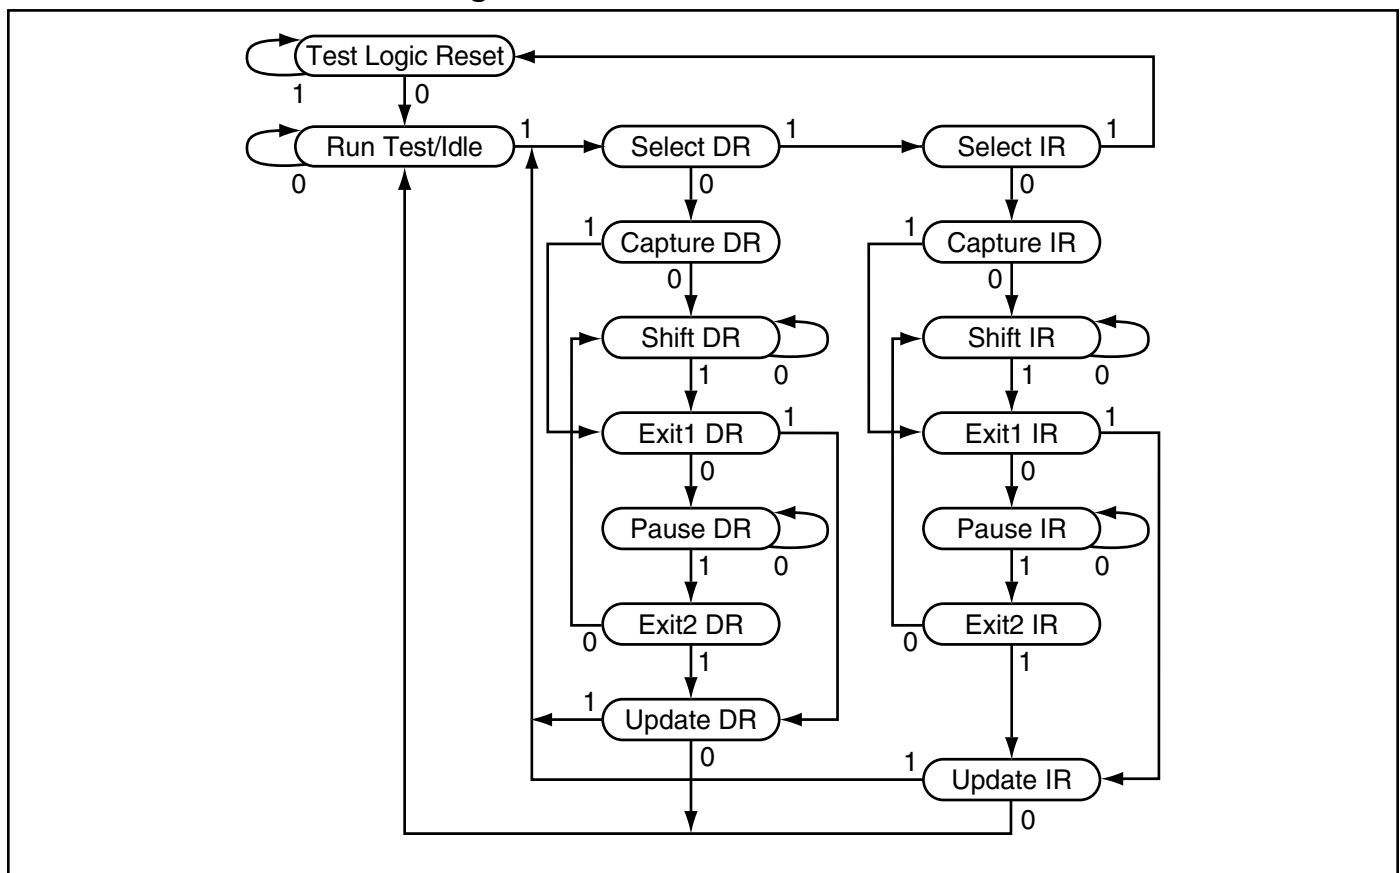 Test Logic Reset
1 0
Run Test/Idle 1 Select DR 1 Select IR 1
0 0 0
1 Capture DR 1 Capture IR
0 0
Shift DR Shift IR
1 0 1 0
Exit1 DR 1 Exit1 IR 1
0 0
Pause DR Pause IR
1 0 1 0
Exit2 DR Exit2 IR
0 1 0 1
1 Update DR
0 1
Update IR
0